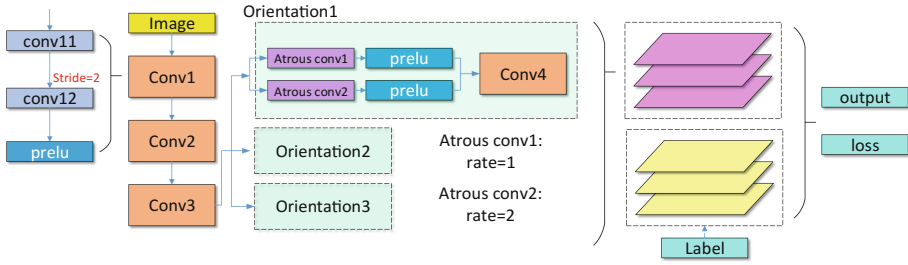 conv11
Stride=2
conv12
prelu
Image
Conv1
Conv2
Conv3
Orientation1
Atrous conv1
prelu
Atrous conv2
prelu
Conv4
Orientation2
Orientation3
Atrous conv1:
rate=1
Atrous conv2:
rate=2
Label
output
loss